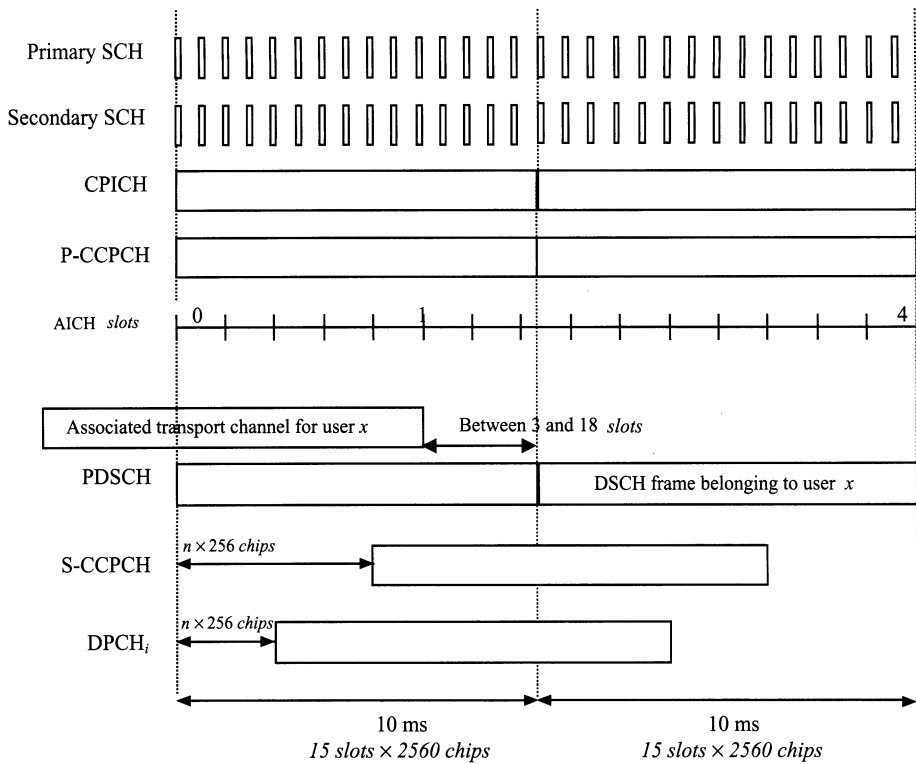 Primary SCH
Secondary SCH
CPICH
P-CCPCH
AICH slots
0
1
4
Associated transport channel for user x
Between 3 and 18 slots
PDSCH
DSCH frame belonging to user x
n × 256 chips
S-CCPCH
n × 256 chips
DPCHi
10 ms
15 slots × 2560 chips
10 ms
15 slots × 2560 chips